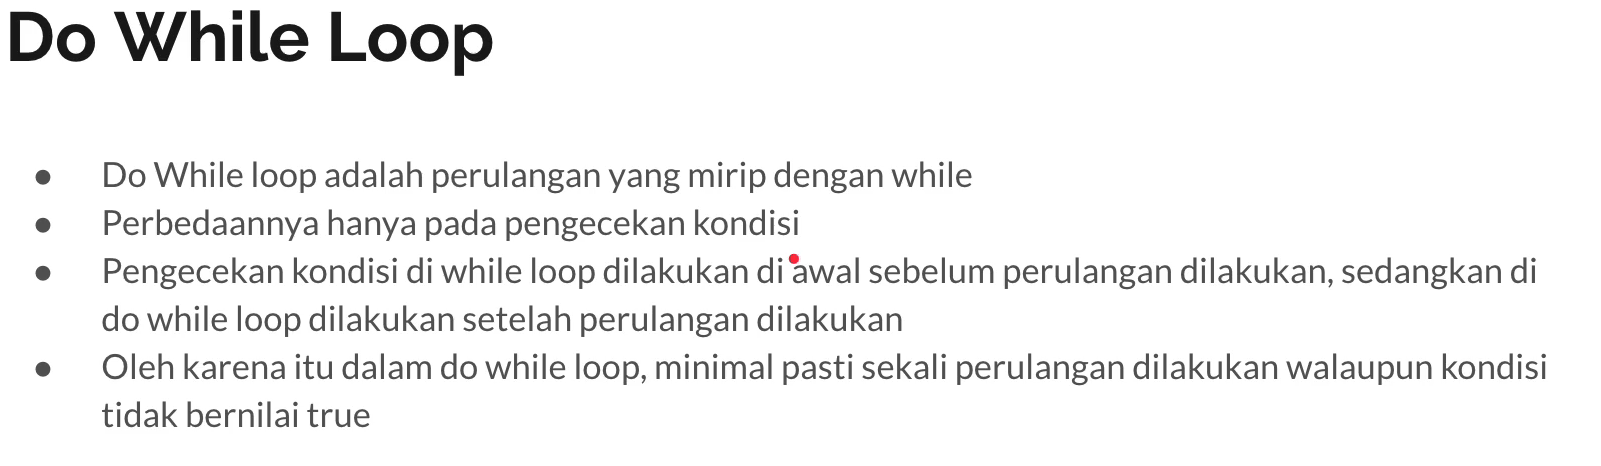 Do While Loop
● Do While loop adalah perulangan yang mirip dengan while
● Perbedaannya hanya pada pengecekan kondisi
● Pengecekan kondisi di while loop dilakukan di awal sebelum perulangan dilakukan, sedangkan di
do while loop dilakukan setelah perulangan dilakukan
● Oleh karena itu dalam do while loop, minimal pasti sekali perulangan dilakukan walaupun kondisi
tidak bernilai true